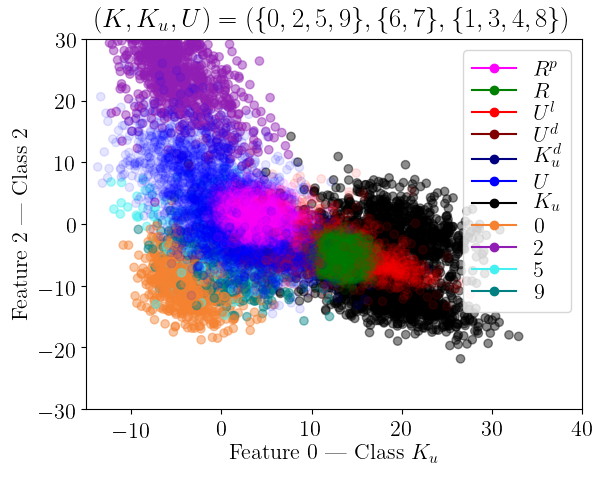 (K, K_u, U) = ({0, 2, 5, 9}, {6, 7}, {1, 3, 4, 8})
30
20
10
0
−10
−20
−30
Feature 2 — Class 2
R^p
R
U^l
U^d
K_u^d
U
K_u
0
2
5
9
−10
0
10
20
30
40
Feature 0 — Class K_u